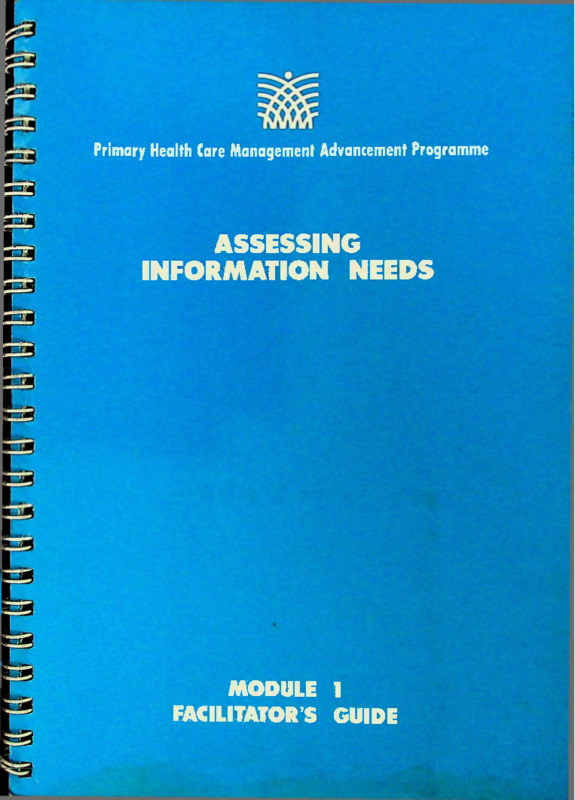 Primary Health Care Management Advancement Programme
ASSESSING
INFORMATION NEEDS
MODULE 1
FACILITATOR'S GUIDE